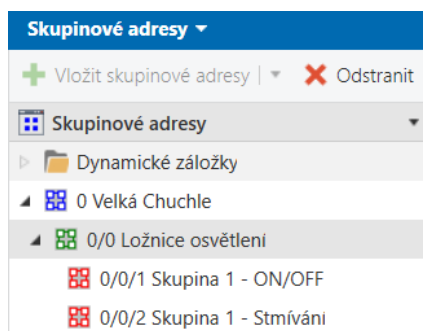 Skupinové adresy
Vložit skupinové adresy | Odstranit
Skupinové adresy
Dynamické záložky
0 Velká Chuchle
0/0 Ložnice osvětlení
0/0/1 Skupina 1 - ON/OFF
0/0/2 Skupina 1 - Stmívání